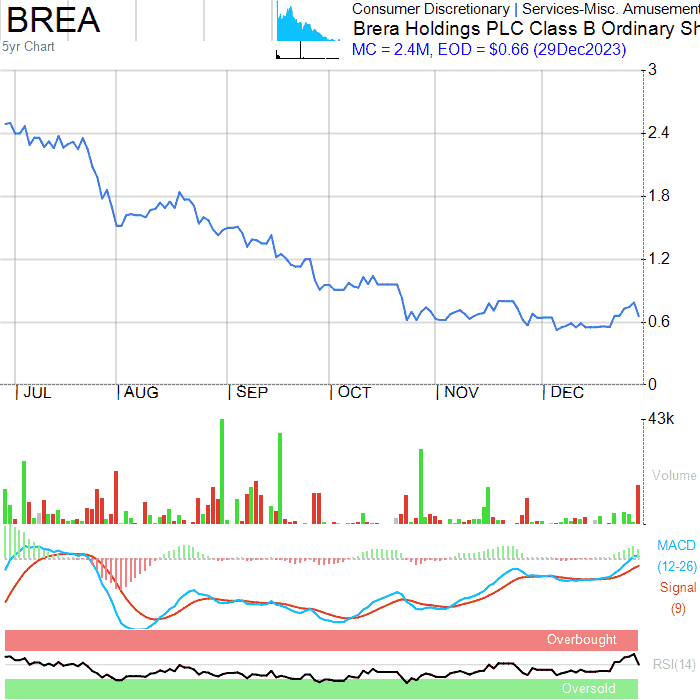 BREA
5yr Chart
Consumer Discretionary | Services-Misc. Amusement
Brera Holdings PLC Class B Ordinary Sh
MC = 2.4M, EOD = $0.66 (29Dec2023)
3
2.4
1.8
1.2
0.6
0
JUL
AUG
SEP
OCT
NOV
DEC
43k
Volume
MACD
(12-26)
Signal
(9)
Overbought
RSI(14)
Oversold